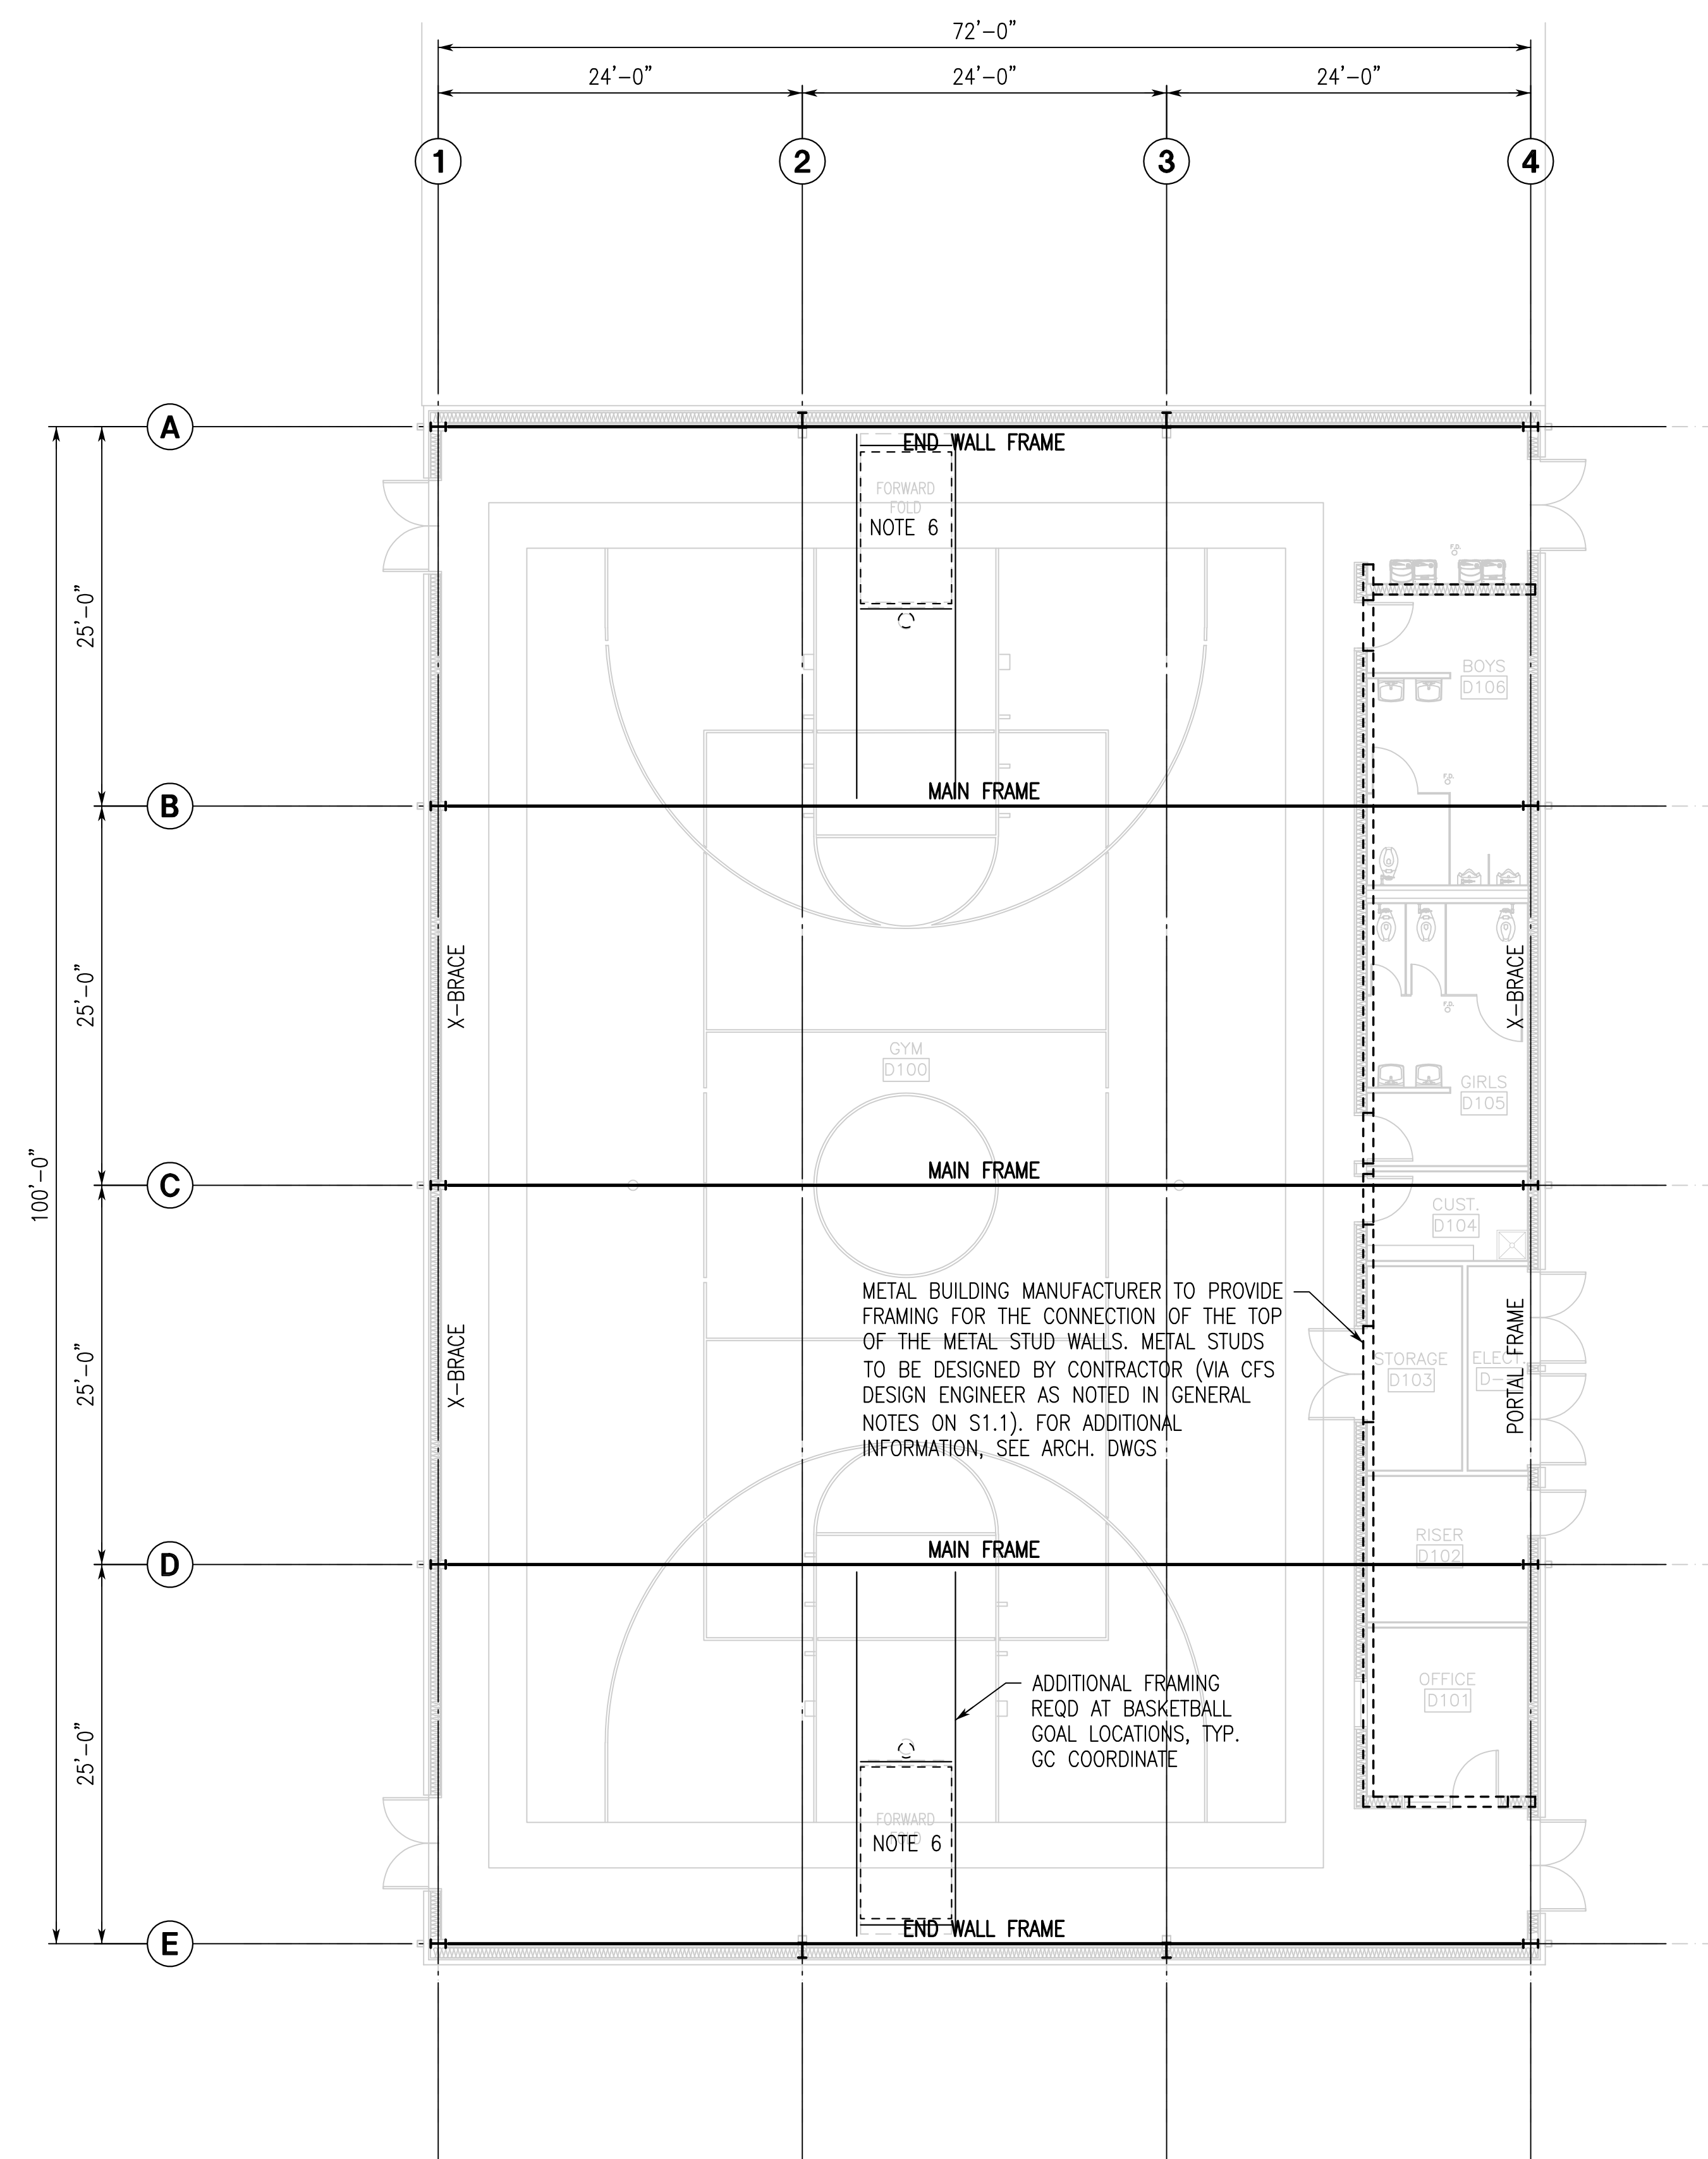 72'-0"
24'-0" 24'-0" 24'-0"
1 2 3 4
A
END WALL FRAME
FORWARD
FOLD
NOTE 6
25'-0"
BOYS
D106
B
MAIN FRAME
25'-0"
X-BRACE
X-BRACE
GYM
D100
GIRLS
D105
100'-0"
C
MAIN FRAME
CUST.
D104
METAL BUILDING MANUFACTURER TO PROVIDE
FRAMING FOR THE CONNECTION OF THE TOP
OF THE METAL STUD WALLS. METAL STUDS
TO BE DESIGNED BY CONTRACTOR (VIA CFS
DESIGN ENGINEER AS NOTED IN GENERAL
NOTES ON S1.1). FOR ADDITIONAL
INFORMATION, SEE ARCH. DWGS
25'-0"
X-BRACE
STORAGE
D103
ELECT.
PORTAL FRAME
D
MAIN FRAME
RISER
D102
ADDITIONAL FRAMING
REQD AT BASKETBALL
GOAL LOCATIONS, TYP.
GC COORDINATE
OFFICE
D101
25'-0"
FORWARD
FOLD
NOTE 6
E
END WALL FRAME